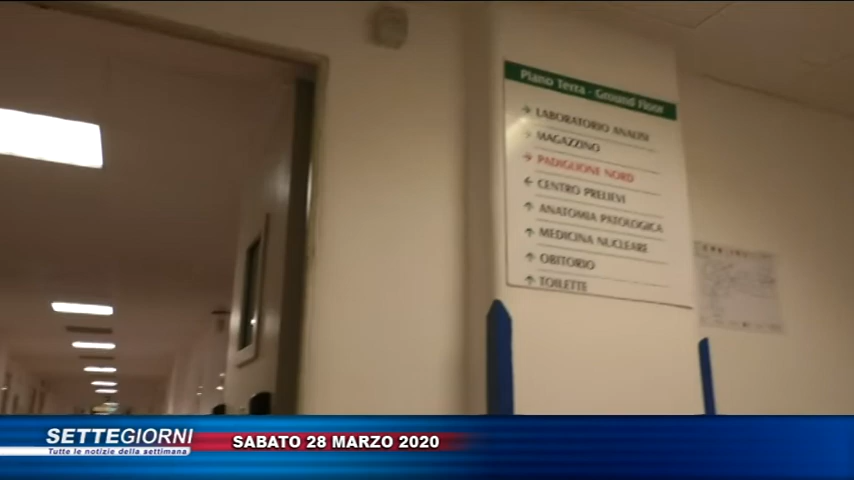 Piano Terra - Ground Floor
→ LABORATORIO ANALISI
→ MAGAZZINO
→ PADIGLIONE NORD
← CENTRO PRELIEVI
↑ ANATOMIA PATOLOGICA
↑ MEDICINA NUCLEARE
↑ OBITORIO
↑ TOILETTE
SETTEGIORNI
Tutte le notizie della settimana
SABATO 28 MARZO 2020